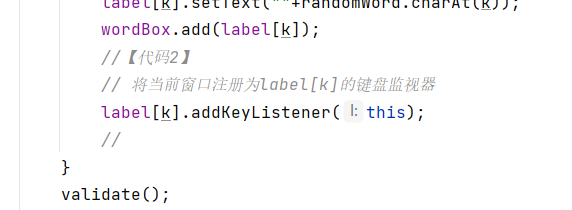 label[k].setText(""+randomWord.charAt(k));
wordBox.add(label[k]);
//【代码2】
// 将当前窗口注册为label[k]的键盘监视器
label[k].addKeyListener( l: this);
//
}
validate();